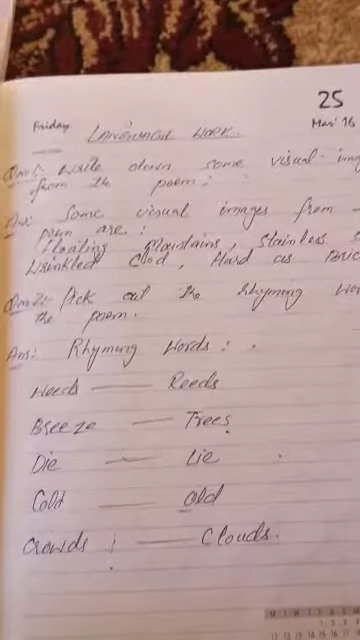 25
Friday
Mar' 16
LANGUAGE WORK.
Qno1:- Write down some visual
from the poem:
Ans: Some visual images from
poem are:
Floating Mountains, Stainless
Wrinkled Clod, Hard as Bric
Qno2:- Pick out the rhyming
the poem.
Ans: Rhyming Words:
Weeds — Reeds
Breeze — Trees
Die — Lie
Cold — old
Crowds — Clouds.
M T W T F S S M